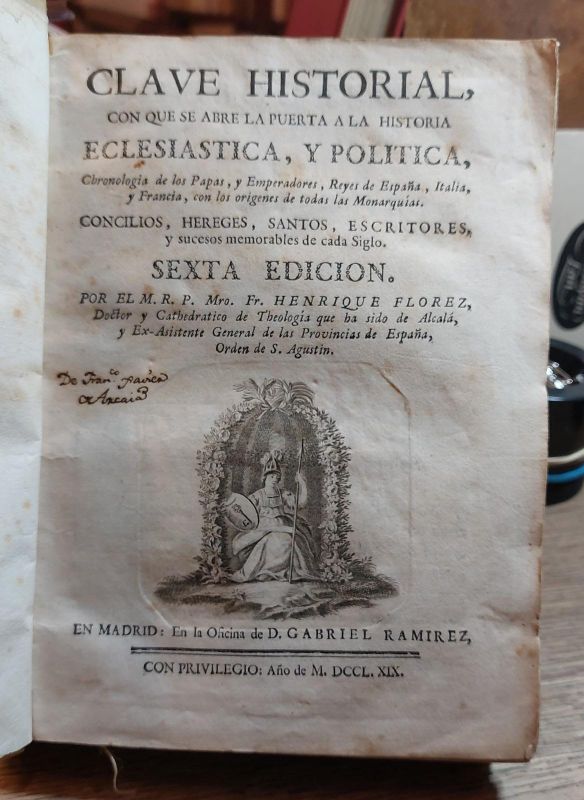 CLAVE HISTORIAL,
CON QUE SE ABRE LA PUERTA A LA HISTORIA
ECLESIASTICA, Y POLITICA,
Chronologia de los Papas, y Emperadores, Reyes de España, Italia,
y Francia, con los origenes de todas las Monarquias.
CONCILIOS, HEREGES, SANTOS, ESCRITORES,
y sucesos memorables de cada Siglo.
SEXTA EDICION.
POR EL M. R. P. Mro. Fr. HENRIQUE FLOREZ,
Doctor y Cathedratico de Theologia que ha sido de Alcalá,
y Ex-Asistente General de las Provincias de España,
Orden de S. Agustin.
De Franco
EN MADRID: En la Oficina de D. GABRIEL RAMIREZ,
CON PRIVILEGIO: Año de M. DCCL. XIX.